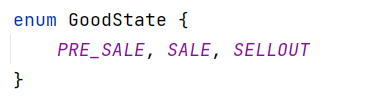 enum GoodState {
    PRE_SALE, SALE, SELLOUT
}